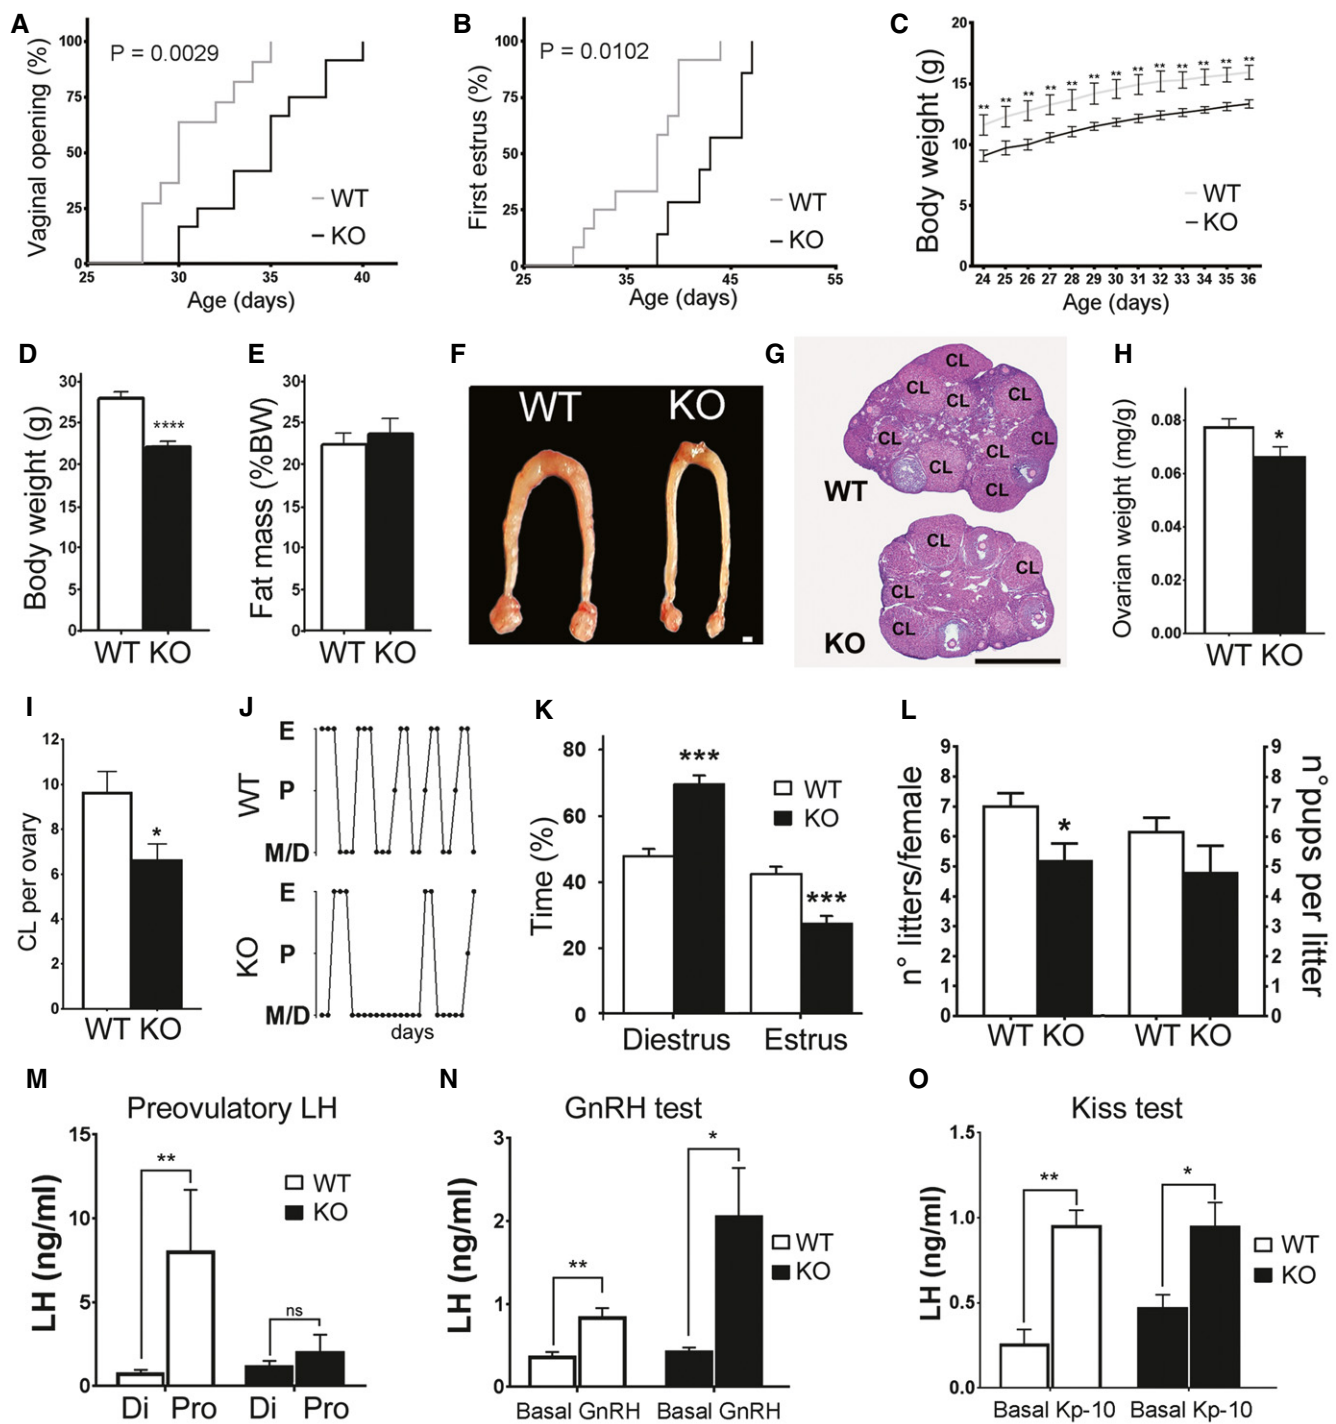 A
Vaginal opening (%)
P = 0.0029
100
75
50
25
0
25 30 35 40
Age (days)
WT
KO
B
First estrus (%)
P = 0.0102
100
75
50
25
0
25 35 45 55
Age (days)
WT
KO
C
Body weight (g)
20
15
10
5
0
** ** ** ** ** ** ** ** ** ** ** ** **
24 25 26 27 28 29 30 31 32 33 34 35 36
Age (days)
WT
KO
D
Body weight (g)
30
25
20
15
10
5
0
****
WT KO
E
Fat mass (%BW)
30
25
20
15
10
5
0
WT KO
F
WT KO
G
CL
CL
CL
CL
CL
CL
CL
CL
CL
WT
CL
CL
CL
CL
KO
H
Ovarian weight (mg/g)
0.08
0.06
0.04
0.02
0.00
*
WT KO
I
CL per ovary
12
10
8
6
4
2
0
*
WT KO
J
WT
E
P
M/D
KO
E
P
M/D
days
K
Time (%)
80
60
40
20
0
***
***
WT
KO
Diestrus Estrus
L
n° litters/female
9
8
7
6
5
4
3
2
1
0
*
WT KO WT KO
9
8
7
6
5
4
3
2
1
0
n°pups per litter
M
Preovulatory LH
LH (ng/ml)
15
10
5
0
**
ns
WT
KO
Di Pro Di Pro
N
GnRH test
LH (ng/ml)
3
2
1
0
**
*
WT
KO
Basal GnRH Basal GnRH
O
Kiss test
LH (ng/ml)
1.5
1.0
0.5
0.0
**
*
WT
KO
Basal Kp-10 Basal Kp-10